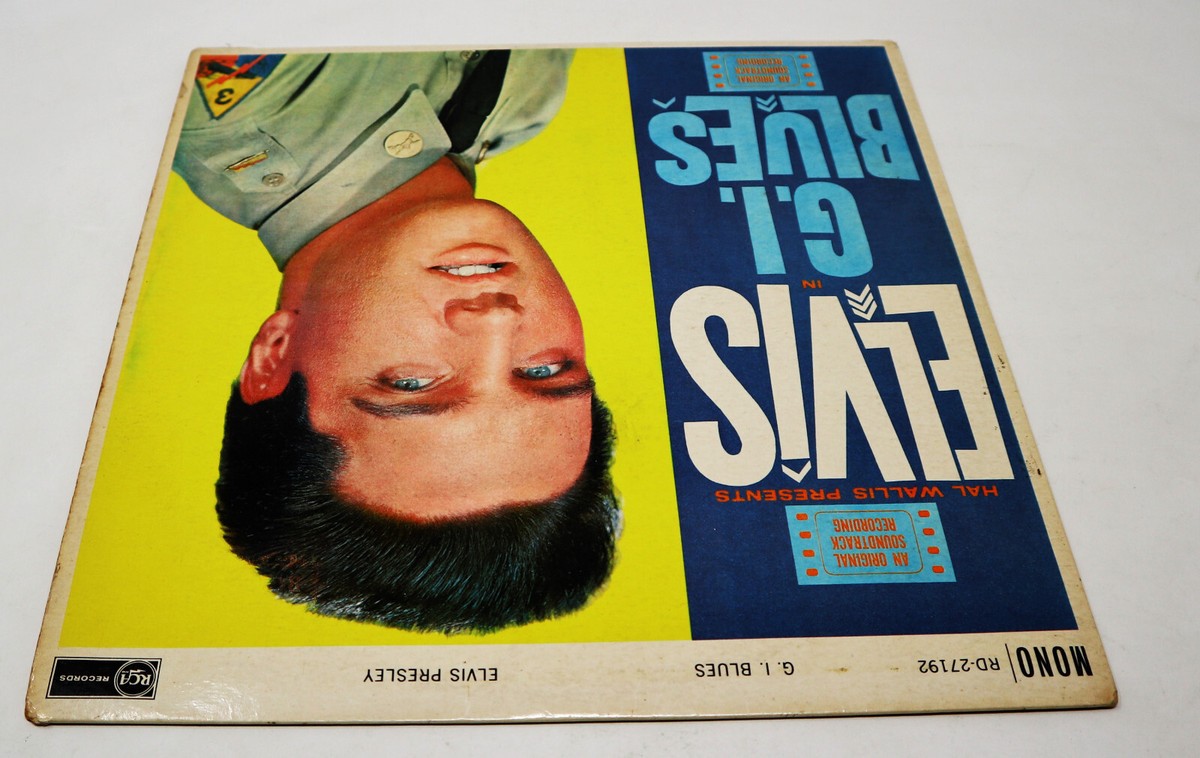 MONO
RD-27192
G. I. BLUES
ELVIS PRESLEY
RCA
RECORDS
AN ORIGINAL
SOUNDTRACK
RECORDING
HAL WALLIS PRESENTS
ELVIS
IN
G.I.
BLUES
AN ORIGINAL
SOUNDTRACK
RECORDING
3